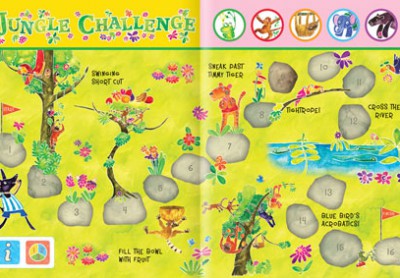 JUNGLE CHALLENGE
SWINGING
SHORT CUT
SNEAK PAST
TIMMY TIGER
TIGHTROPE!
CROSS THE
RIVER
1
2
3
4
5
6
7
8
9
10
11
12
13
14
15
16
BLUE BIRD'S
ACROBATICS!
FILL THE BOWL
WITH FRUIT
i